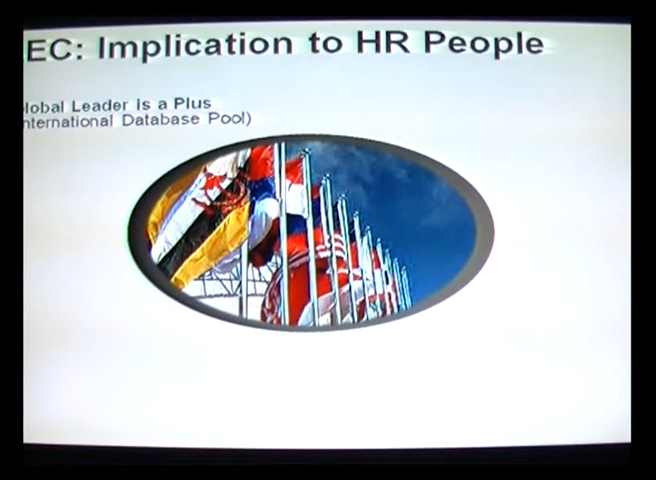 EC: Implication to HR People
lobal Leader is a Plus
nternational Database Pool)